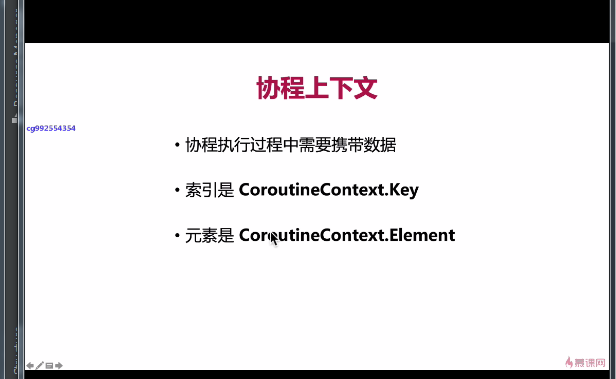 协程上下文
cg992554354
• 协程执行过程中需要携带数据
• 索引是 CoroutineContext.Key
• 元素是 CoroutineContext.Element
慕课网